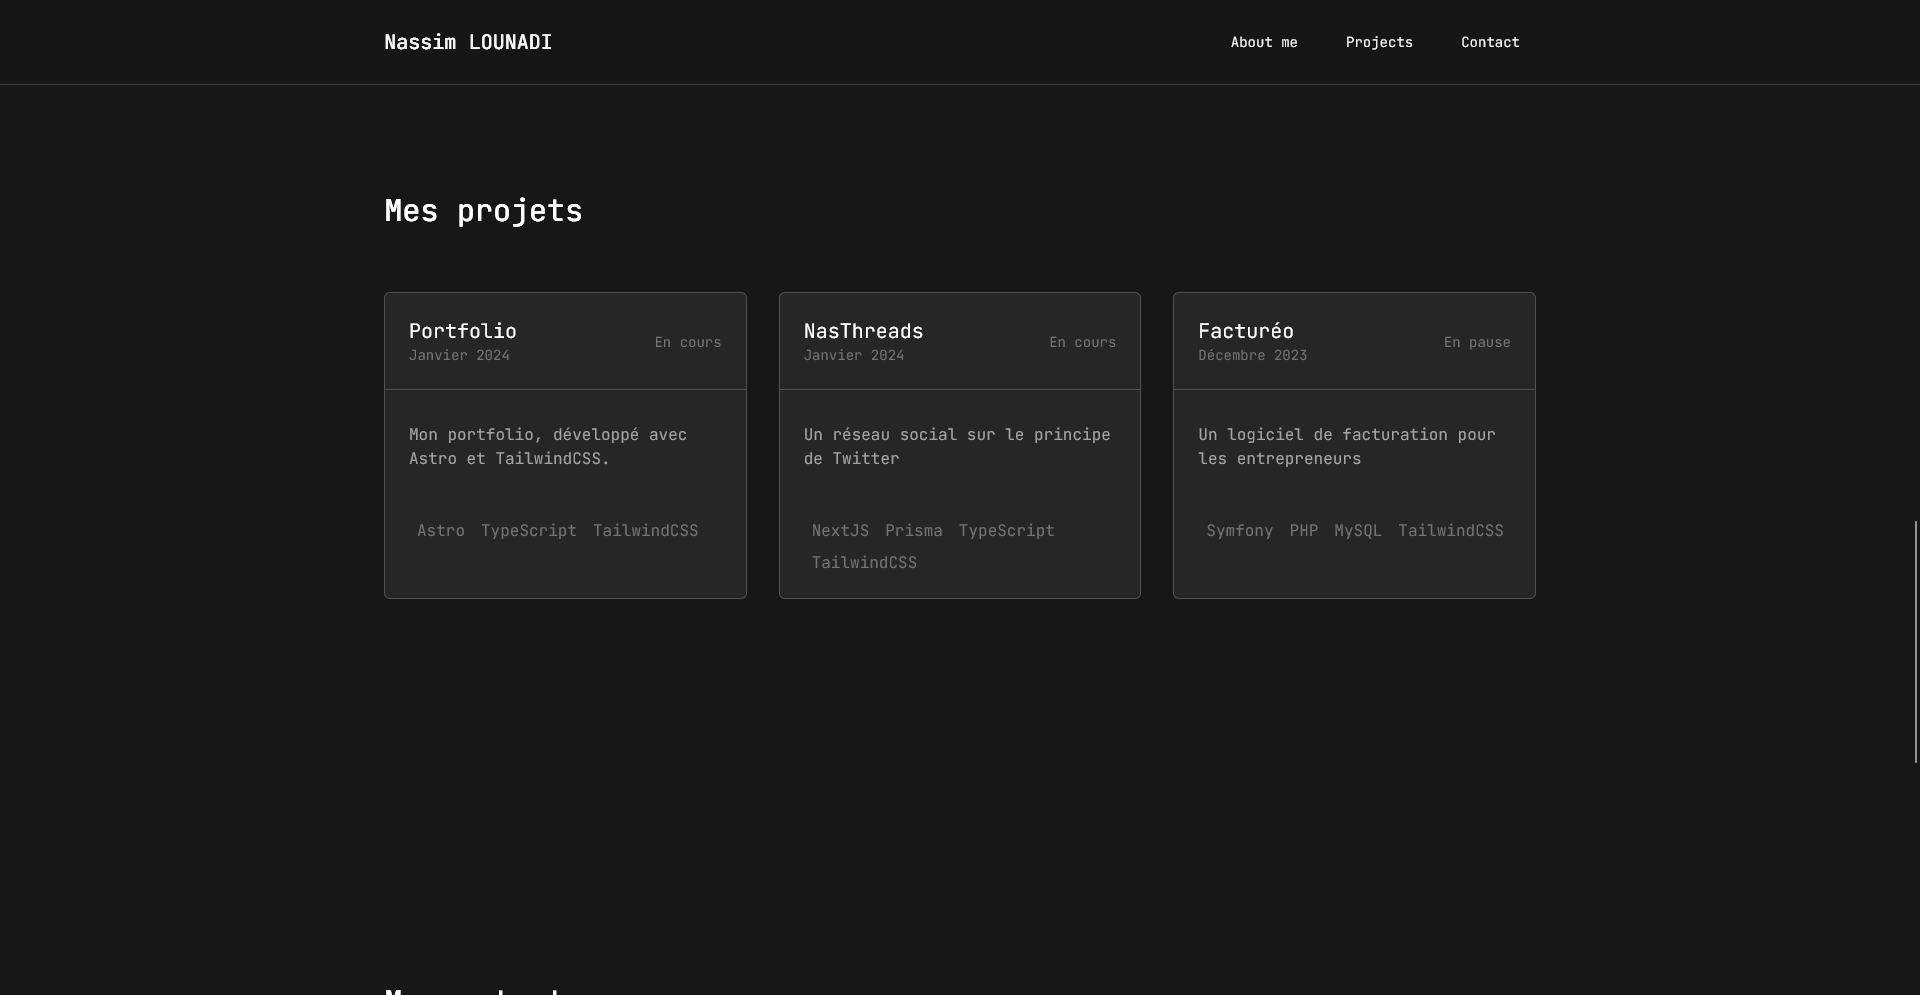 Nassim LOUNADI
About me
Projects
Contact
Mes projets
Portfolio
Janvier 2024
En cours
Mon portfolio, développé avec
Astro et TailwindCSS.
Astro TypeScript TailwindCSS
NasThreads
Janvier 2024
En cours
Un réseau social sur le principe
de Twitter
NextJS Prisma TypeScript
TailwindCSS
Facturéo
Décembre 2023
En pause
Un logiciel de facturation pour
les entrepreneurs
Symfony PHP MySQL TailwindCSS